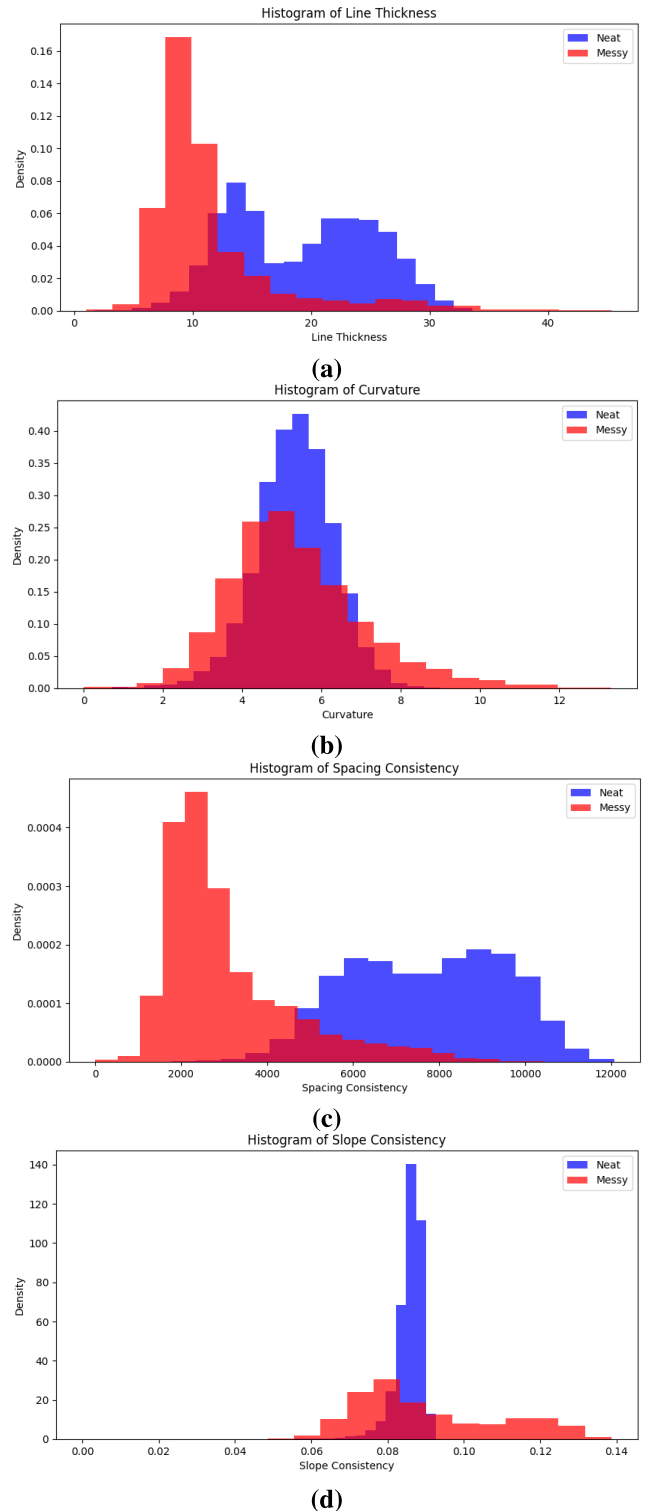 Histogram of Line Thickness
Neat
Messy
Density
0.16
0.14
0.12
0.10
0.08
0.06
0.04
0.02
0.00
0 10 20 30 40
Line Thickness
(a)
Histogram of Curvature
Neat
Messy
Density
0.40
0.35
0.30
0.25
0.20
0.15
0.10
0.05
0.00
0 2 4 6 8 10 12
Curvature
(b)
Histogram of Spacing Consistency
Neat
Messy
Density
0.0004
0.0003
0.0002
0.0001
0.0000
0 2000 4000 6000 8000 10000 12000
Spacing Consistency
(c)
Histogram of Slope Consistency
Neat
Messy
Density
140
120
100
80
60
40
20
0
0.00 0.02 0.04 0.06 0.08 0.10 0.12 0.14
Slope Consistency
(d)